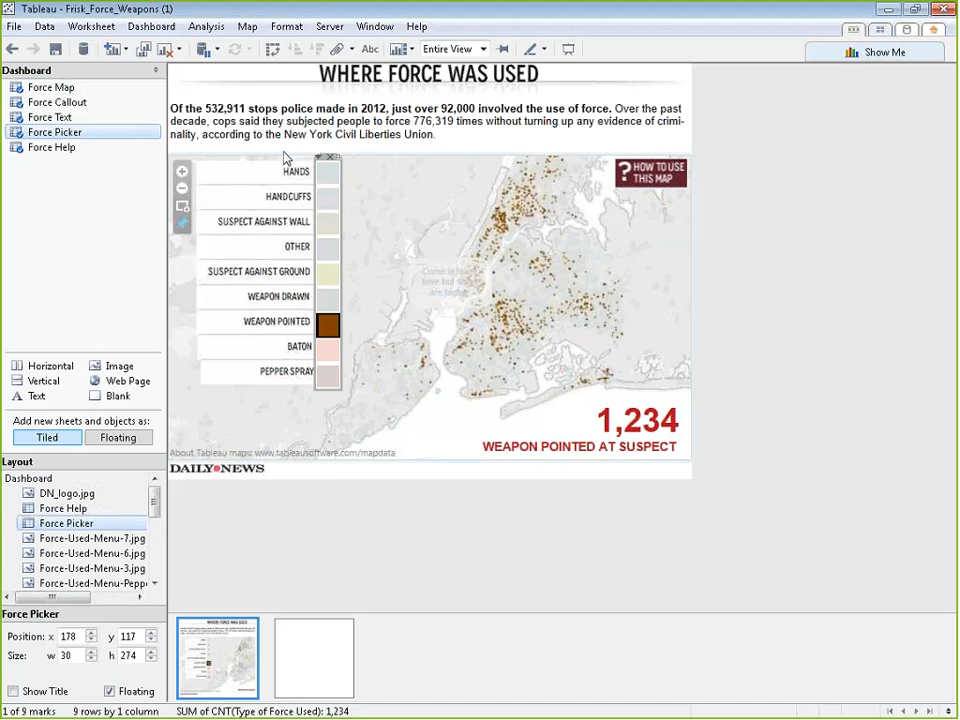 Tableau - Frisk_Force_Weapons (1)
File Data Worksheet Dashboard Analysis Map Format Server Window Help
Abc Entire View
Show Me
Dashboard
Force Map
Force Callout
Force Text
Force Picker
Force Help
Horizontal Image
Vertical Web Page
A Text Blank
Add new sheets and objects as:
Tiled Floating
Layout
Dashboard
DN_logo.jpg
Force Help
Force Picker
Force-Used-Menu-7.jpg
Force-Used-Menu-6.jpg
Force-Used-Menu-3.jpg
Force-Used-Menu-Peppe
Force Picker
Position: x 178 y 117
Size: w 30 h 274
Show Title Floating
WHERE FORCE WAS USED
Of the 532,911 stops police made in 2012, just over 92,000 involved the use of force. Over the past
decade, cops said they subjected people to force 776,319 times without turning up any evidence of crimi-
nality, according to the New York Civil Liberties Union.
HANDS
HANDCUFFS
SUSPECT AGAINST WALL
OTHER
SUSPECT AGAINST GROUND
WEAPON DRAWN
WEAPON POINTED
BATON
PEPPER SPRAY
? HOW TO USE
THIS MAP
1,234
WEAPON POINTED AT SUSPECT
About Tableau maps: www.tableausoftware.com/mapdata
DAILY NEWS
1 of 9 marks 9 rows by 1 column SUM of CNT(Type of Force Used): 1,234